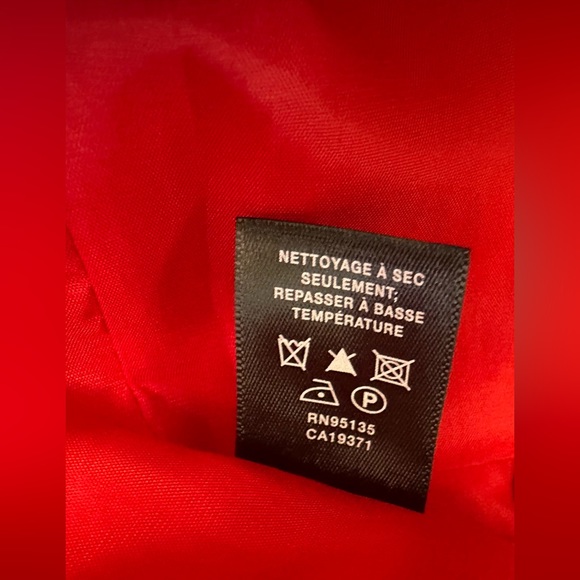 NETTOYAGE À SEC
SEULEMENT;
REPASSER À BASSE
TEMPÉRATURE
P
RN95135
CA19371